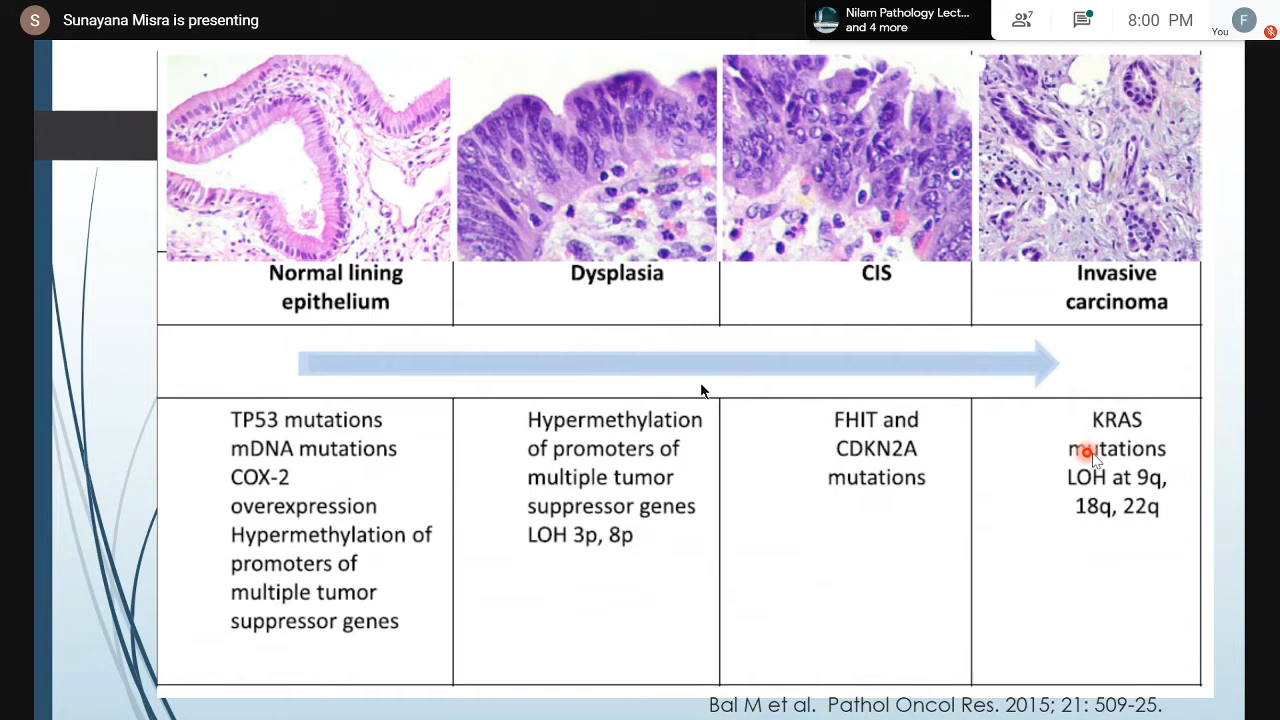 S
Sunayana Misra is presenting
Nilam Pathology Lect...
and 4 more
7
8:00 PM
You
F
Normal lining
epithelium
Dysplasia
CIS
Invasive
carcinoma
TP53 mutations
mDNA mutations
COX-2
overexpression
Hypermethylation of
promoters of
multiple tumor
suppressor genes
Hypermethylation
of promoters of
multiple tumor
suppressor genes
LOH 3p, 8p
FHIT and
CDKN2A
mutations
KRAS
mutations
LOH at 9q,
18q, 22q
Bal M et al. Pathol Oncol Res. 2015; 21: 509-25.